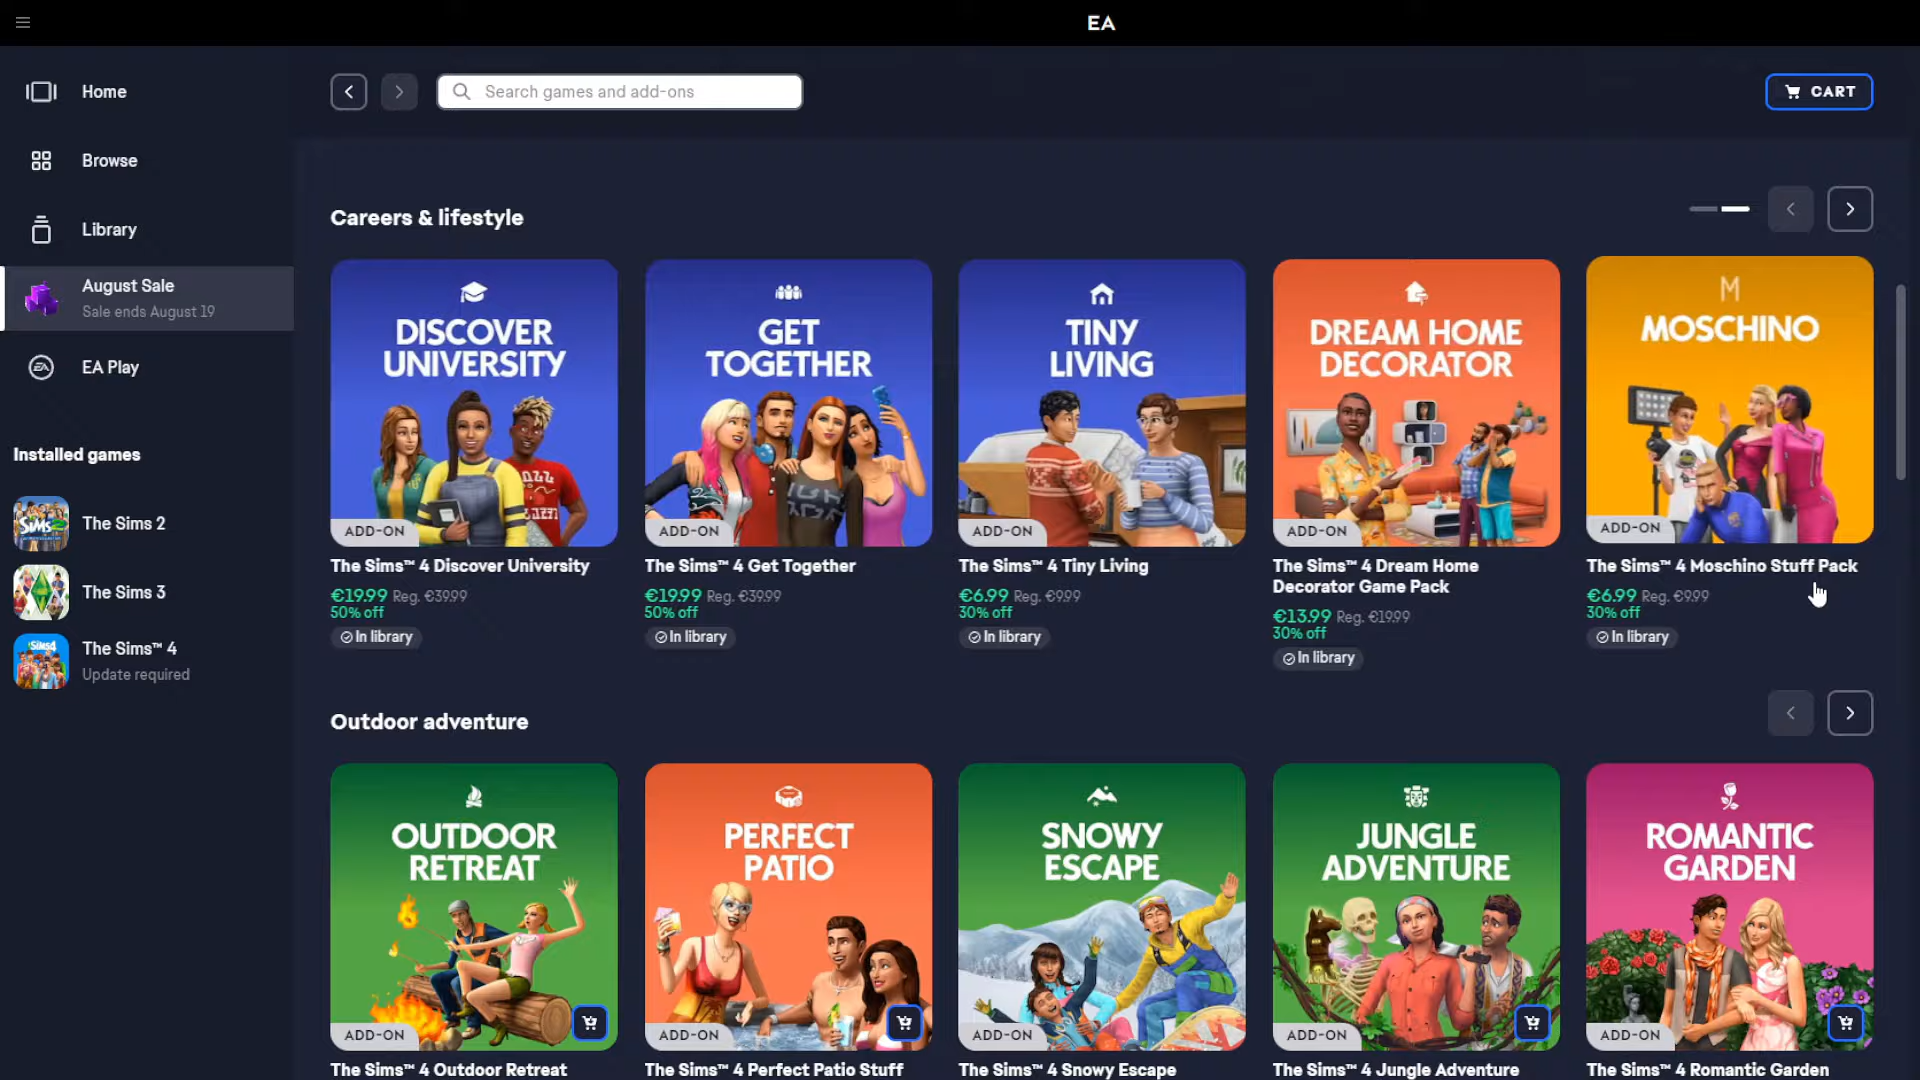 EA
Home
Browse
Library
August Sale
Sale ends August 19
EA Play
Installed games
The Sims 2
The Sims 3
The Sims™ 4
Update required
Search games and add-ons
CART
Careers & lifestyle
DISCOVER
UNIVERSITY
ADD-ON
The Sims™ 4 Discover University
€19.99 Reg. €39.99
50% off
In library
GET
TOGETHER
ADD-ON
The Sims™ 4 Get Together
€19.99 Reg. €39.99
50% off
In library
TINY
LIVING
ADD-ON
The Sims™ 4 Tiny Living
€6.99 Reg. €9.99
30% off
In library
DREAM HOME
DECORATOR
ADD-ON
The Sims™ 4 Dream Home
Decorator Game Pack
€13.99 Reg. €19.99
30% off
In library
M
MOSCHINO
ADD-ON
The Sims™ 4 Moschino Stuff Pack
€6.99 Reg. €9.99
30% off
In library
Outdoor adventure
OUTDOOR
RETREAT
ADD-ON
The Sims™ 4 Outdoor Retreat
PERFECT
PATIO
ADD-ON
The Sims™ 4 Perfect Patio Stuff
SNOWY
ESCAPE
ADD-ON
The Sims™ 4 Snowy Escape
JUNGLE
ADVENTURE
ADD-ON
The Sims™ 4 Jungle Adventure
ROMANTIC
GARDEN
ADD-ON
The Sims™ 4 Romantic Garden